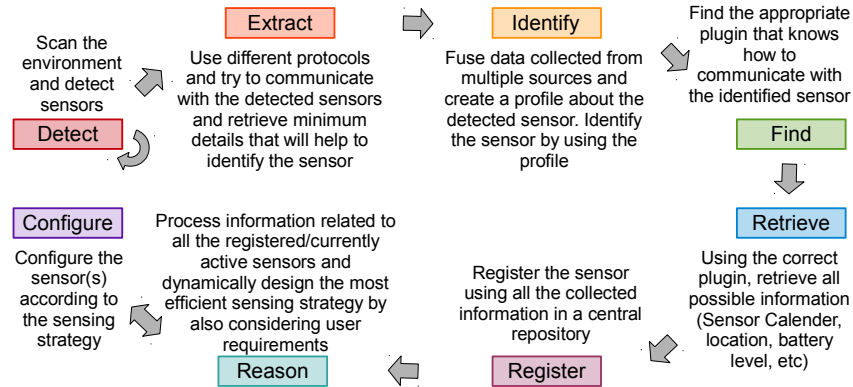 Scan the
environment
and detect
sensors
Detect
Extract
Use different protocols
and try to communicate
with the detected sensors
and retrieve minimum
details that will help to
identify the sensor
Identify
Fuse data collected from
multiple sources and
create a profile about the
detected sensor. Identify
the sensor by using the
profile
Find the appropriate
plugin that knows
how to
communicate with
the identified sensor
Find
Retrieve
Using the correct
plugin, retrieve all
possible information
(Sensor Calender,
location, battery
level, etc)
Register the sensor
using all the collected
information in a central
repository
Register
Process information related to
all the registered/currently
active sensors and
dynamically design the most
efficient sensing strategy by
also considering user
requirements
Reason
Configure
Configure the
sensor(s)
according to
the sensing
strategy